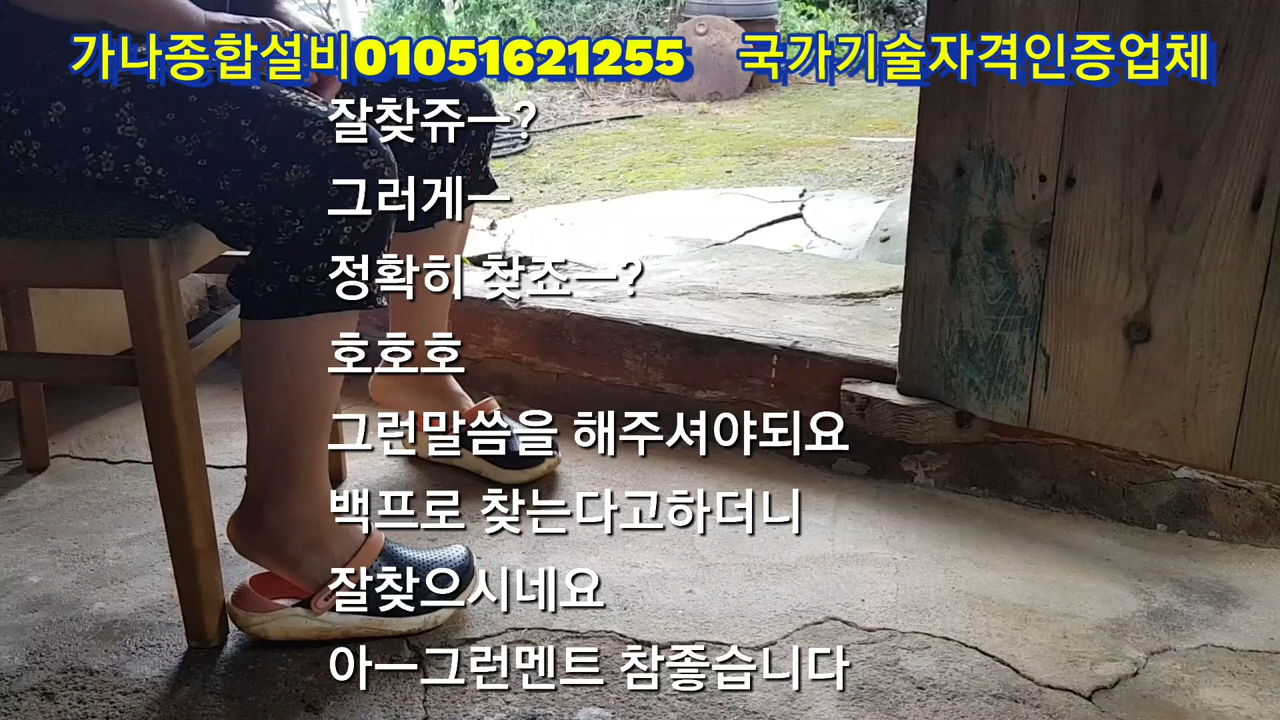 가나종합설비01051621255 국가기술자격인증업체
잘찾쥬ㅡ?
그러게ㅡ
정확히 찾죠ㅡ?
호호호
그런말씀을 해주셔야되요
백프로 찾는다고하더니
잘찾으시네요
아ㅡ그런멘트 참좋습니다